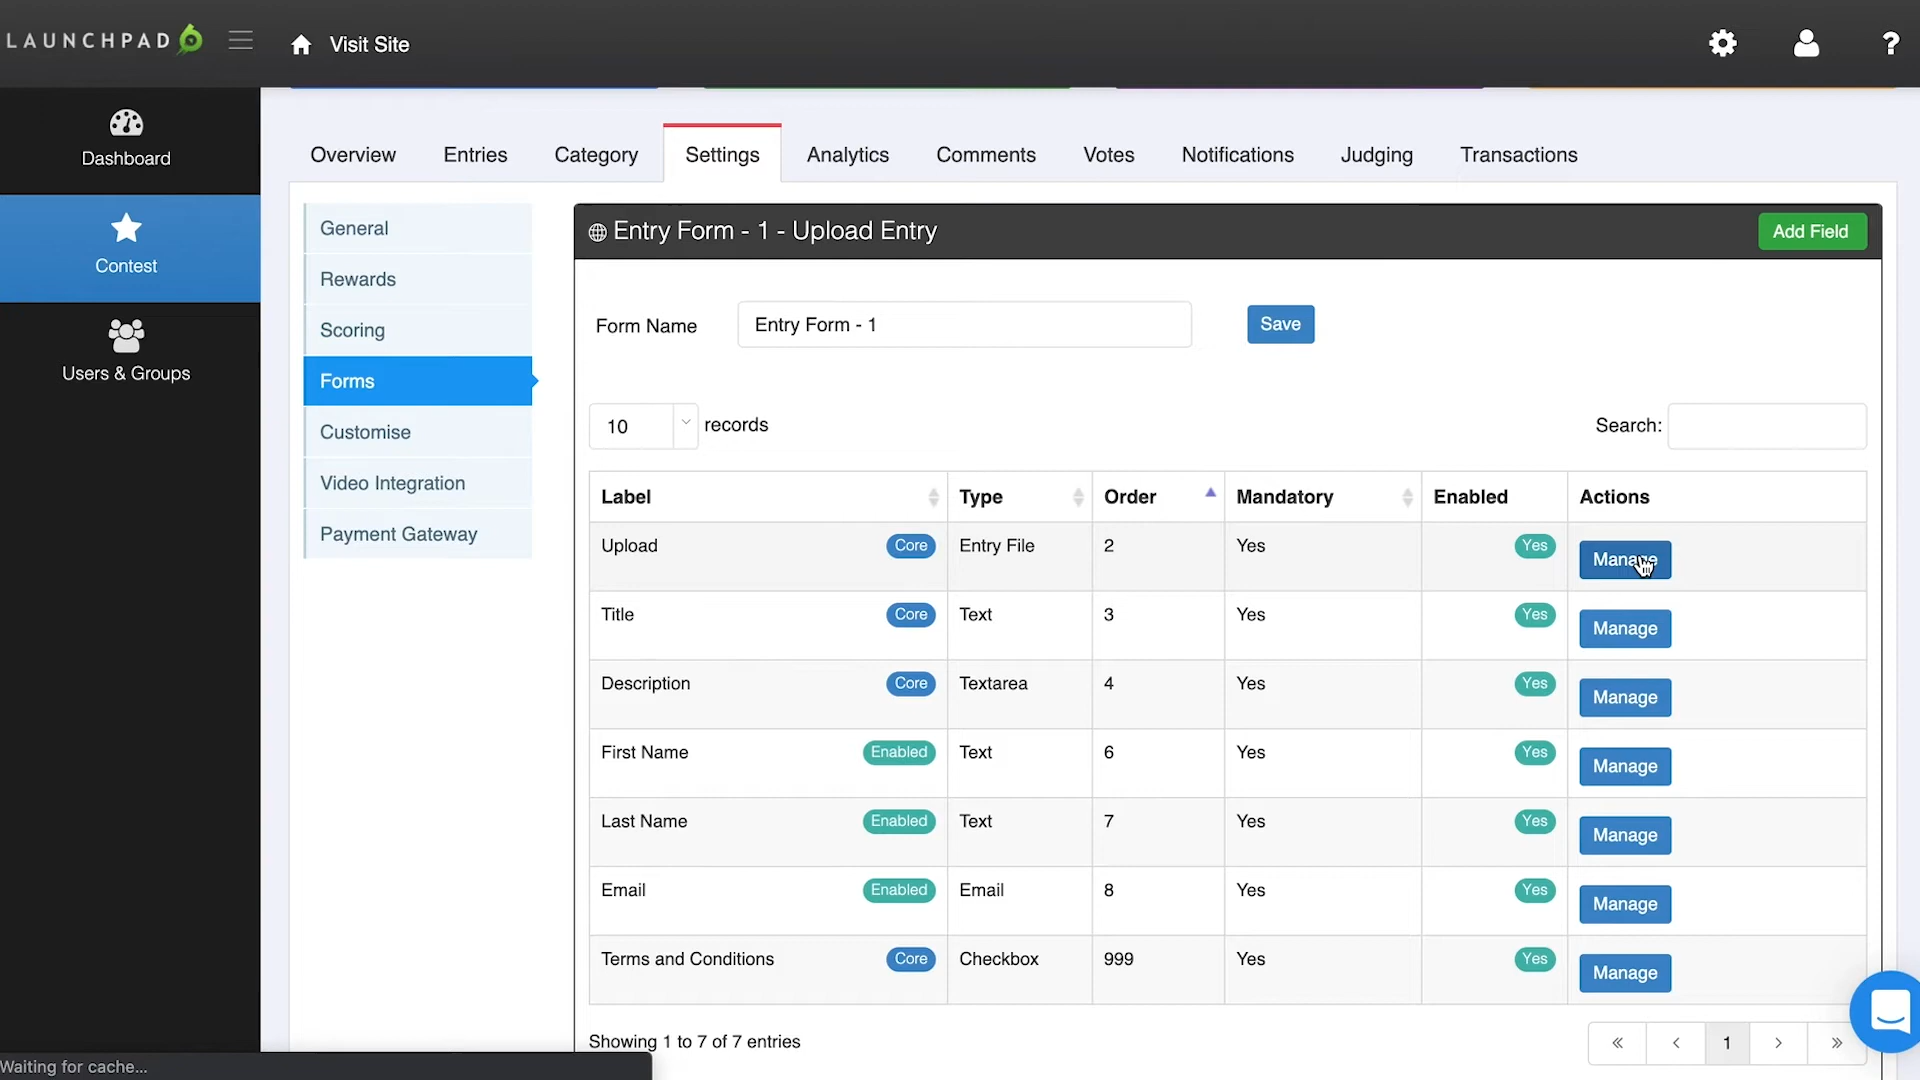 LAUNCHPAD
Visit Site
?
Dashboard
Contest
Users & Groups
Overview
Entries
Category
Settings
Analytics
Comments
Votes
Notifications
Judging
Transactions
General
Rewards
Scoring
Forms
Customise
Video Integration
Payment Gateway
Entry Form - 1 - Upload Entry
Add Field
Form Name
Entry Form - 1
Save
10 records
Search:
Label Type Order Mandatory Enabled Actions
Upload Core Entry File 2 Yes Yes Manage
Title Core Text 3 Yes Yes Manage
Description Core Textarea 4 Yes Yes Manage
First Name Enabled Text 6 Yes Yes Manage
Last Name Enabled Text 7 Yes Yes Manage
Email Enabled Email 8 Yes Yes Manage
Terms and Conditions Core Checkbox 999 Yes Yes Manage
Showing 1 to 7 of 7 entries
« ‹ 1 › »
Waiting for cache...